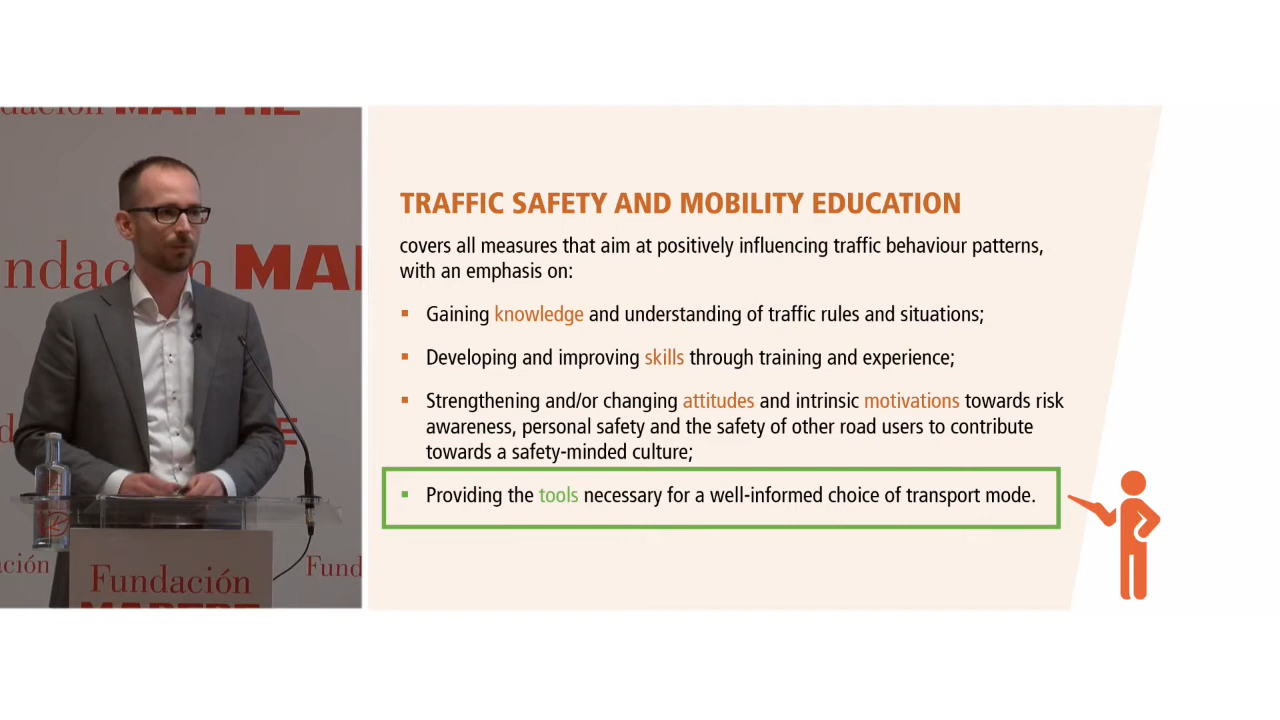 TRAFFIC SAFETY AND MOBILITY EDUCATION
covers all measures that aim at positively influencing traffic behaviour patterns,
with an emphasis on:
Gaining knowledge and understanding of traffic rules and situations;
Developing and improving skills through training and experience;
Strengthening and/or changing attitudes and intrinsic motivations towards risk
awareness, personal safety and the safety of other road users to contribute
towards a safety-minded culture;
Providing the tools necessary for a well-informed choice of transport mode.
Fundación
MAPFRE